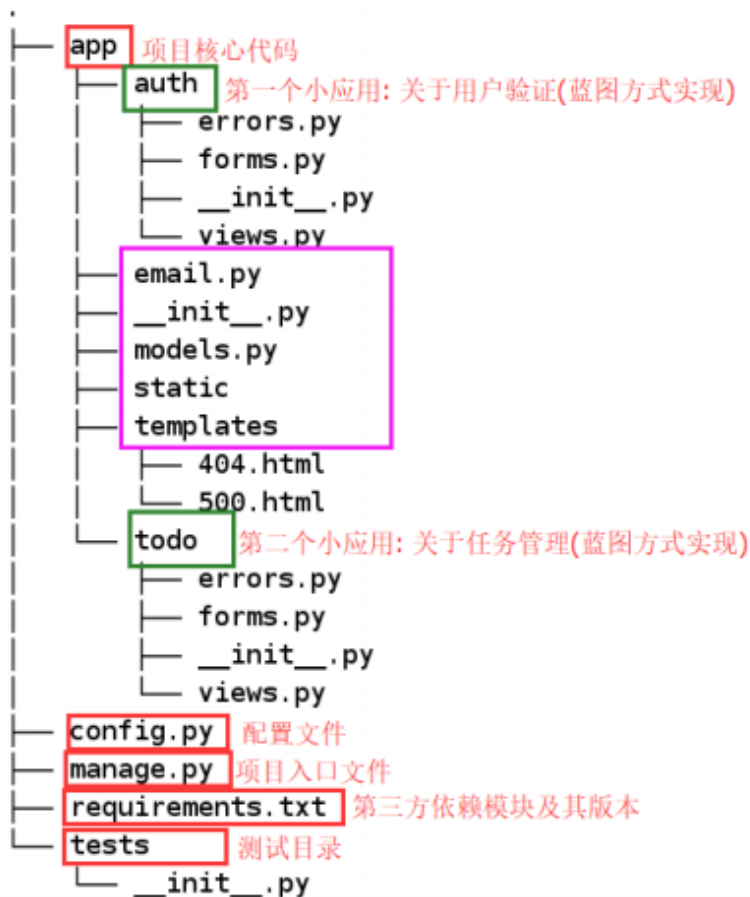 .
├── app 项目核心代码
│   ├── auth 第一个小应用: 关于用户验证(蓝图方式实现)
│   │   ├── errors.py
│   │   ├── forms.py
│   │   ├── __init__.py
│   │   └── views.py
│   ├── email.py
│   ├── __init__.py
│   ├── models.py
│   ├── static
│   ├── templates
│   │   ├── 404.html
│   │   └── 500.html
│   └── todo 第二个小应用: 关于任务管理(蓝图方式实现)
│       ├── errors.py
│       ├── forms.py
│       ├── __init__.py
│       └── views.py
├── config.py 配置文件
├── manage.py 项目入口文件
├── requirements.txt 第三方依赖模块及其版本
└── tests 测试目录
    └── __init__.py